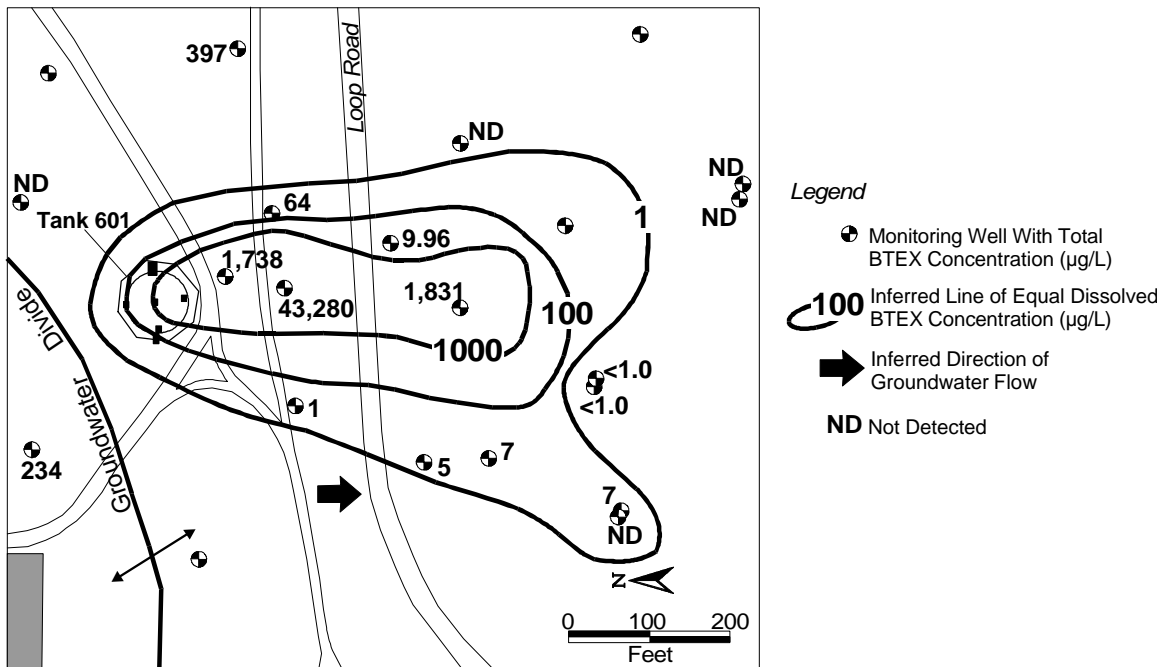 397
Loop Road
ND
ND
ND
Tank 601
64
1
9.96
1,738
43,280
1,831
100
1000
Divide
Groundwater
<1.0
<1.0
1
5
7
234
7
ND
N
0 100 200
Feet
Legend
Monitoring Well With Total
BTEX Concentration (µg/L)
100
Inferred Line of Equal Dissolved
BTEX Concentration (µg/L)
Inferred Direction of
Groundwater Flow
ND Not Detected